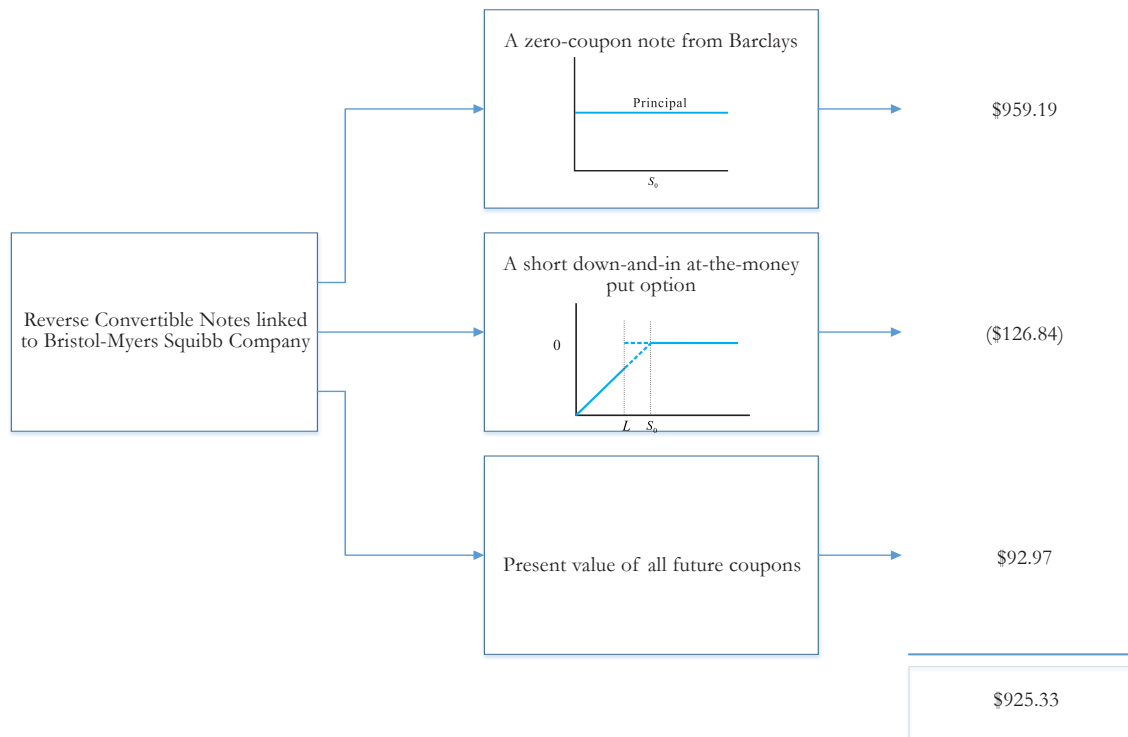 A zero-coupon note from Barclays
Principal
S₀
$959.19
Reverse Convertible Notes linked
to Bristol-Myers Squibb Company
A short down-and-in at-the-money
put option
0
L S₀
($126.84)
Present value of all future coupons
$92.97
$925.33